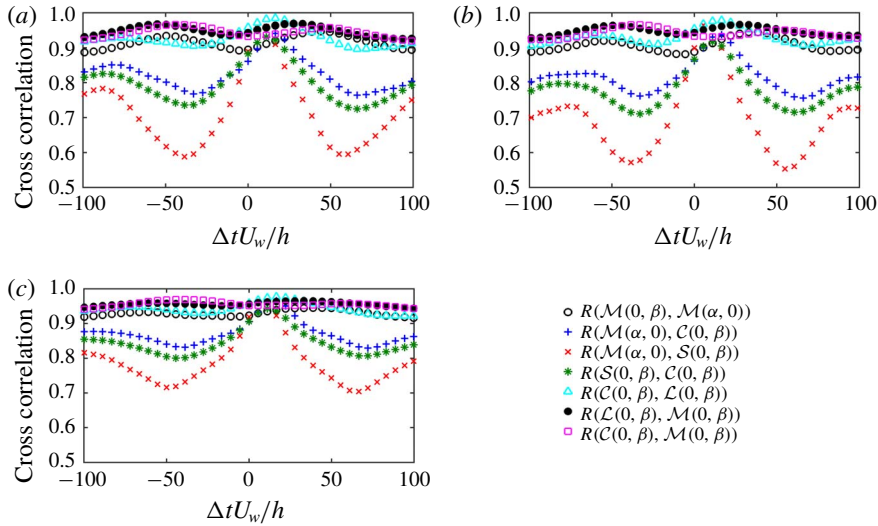 (a)
1.0
0.9
0.8
0.7
0.6
0.5
Cross correlation
−100
−50
0
50
100
ΔtU_w/h
(b)
1.0
0.9
0.8
0.7
0.6
0.5
−100
−50
0
50
100
ΔtU_w/h
(c)
1.0
0.9
0.8
0.7
0.6
0.5
Cross correlation
−100
−50
0
50
100
ΔtU_w/h
R(ℳ(0, β), ℳ(α, 0))
R(ℳ(α, 0), 𝒞(0, β))
R(ℳ(α, 0), 𝒮(0, β))
R(𝒮(0, β), 𝒞(0, β))
R(𝒞(0, β), ℒ(0, β))
R(ℒ(0, β), ℳ(0, β))
R(𝒞(0, β), ℳ(0, β))